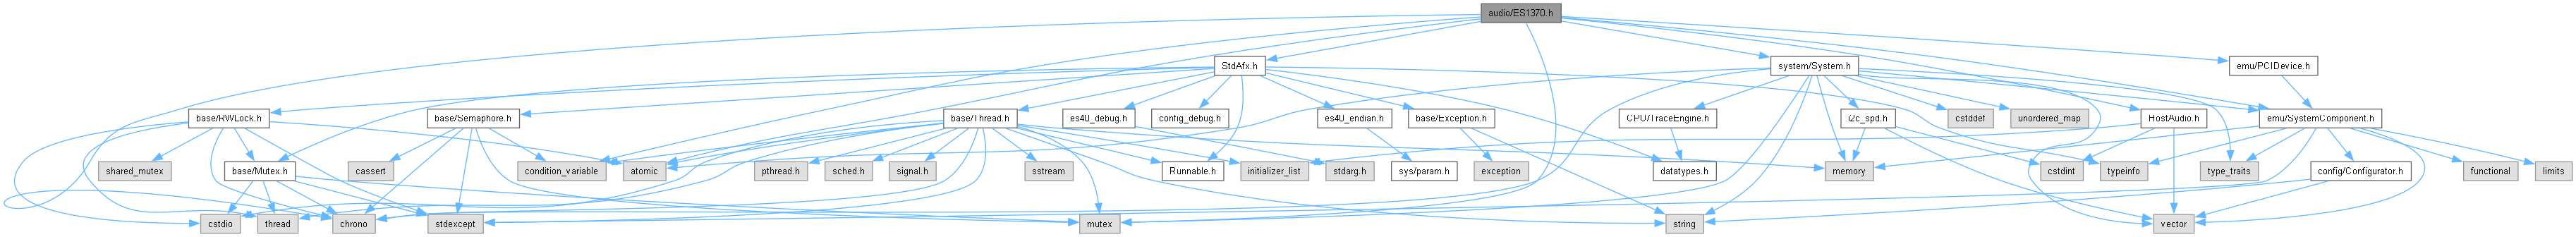 audio/ES1370.h
StdAfx.h
system/System.h
emu/PCIDevice.h
base/RWLock.h
base/Semaphore.h
base/Thread.h
es4U_debug.h
config_debug.h
es4U_endian.h
base/Exception.h
CPU/TraceEngine.h
i2c_spd.h
cstddef
unordered_map
HostAudio.h
emu/SystemComponent.h
shared_mutex
base/Mutex.h
cassert
condition_variable
atomic
pthread.h
sched.h
signal.h
sstream
Runnable.h
initializer_list
stdarg.h
sys/param.h
exception
datatypes.h
memory
cstdint
typeinfo
type_traits
config/Configurator.h
functional
limits
cstdio
thread
chrono
stdexcept
mutex
string
vector